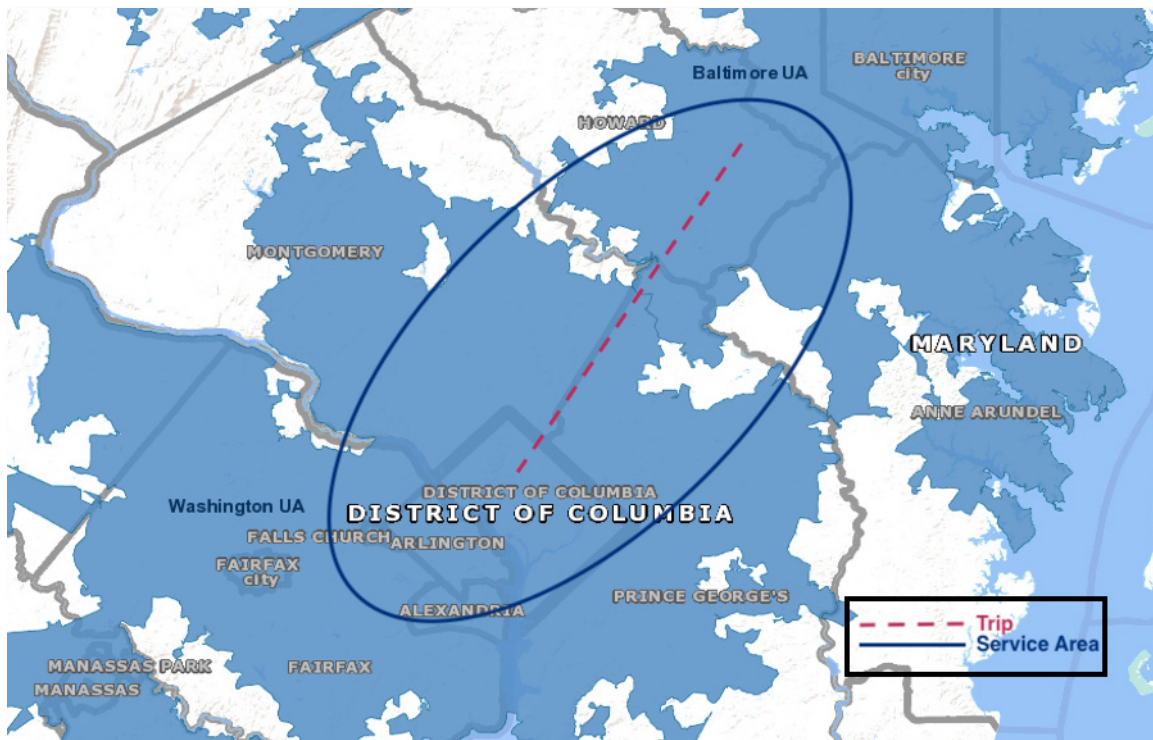 Baltimore UA
BALTIMORE
city
HOWARD
MONTGOMERY
MARYLAND
ANNE ARUNDEL
DISTRICT OF COLUMBIA
Washington UA
DISTRICT OF COLUMBIA
FALLS CHURCH
ARLINGTON
FAIRFAX
city
ALEXANDRIA
PRINCE GEORGE'S
Trip
Service Area
MANASSAS PARK
FAIRFAX
MANASSAS